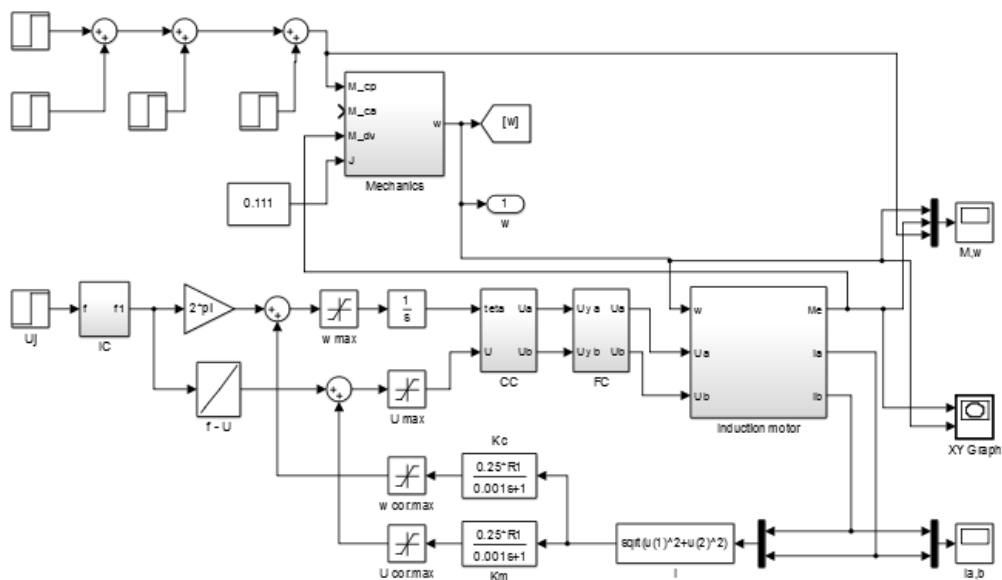 +
+
+
+
+
+
M_cp
M_ca
M_dv
J
w
Mechanics
[w]
0.111
1
w
M,w
Uj
f
f1
IC
2*pi
+
+
w max
1
s
teta
U
Ua
Ub
CC
Uy a
Uy b
Ua
Ub
FC
w
Ua
Ub
Me
Ia
Ib
Induction motor
f - U
+
+
U max
XY Graph
Kc
0.25*R1
0.001s+1
w cor.max
0.25*R1
0.001s+1
Km
U cor.max
sqrt(u(1)^2+u(2)^2)
I
Ia,b